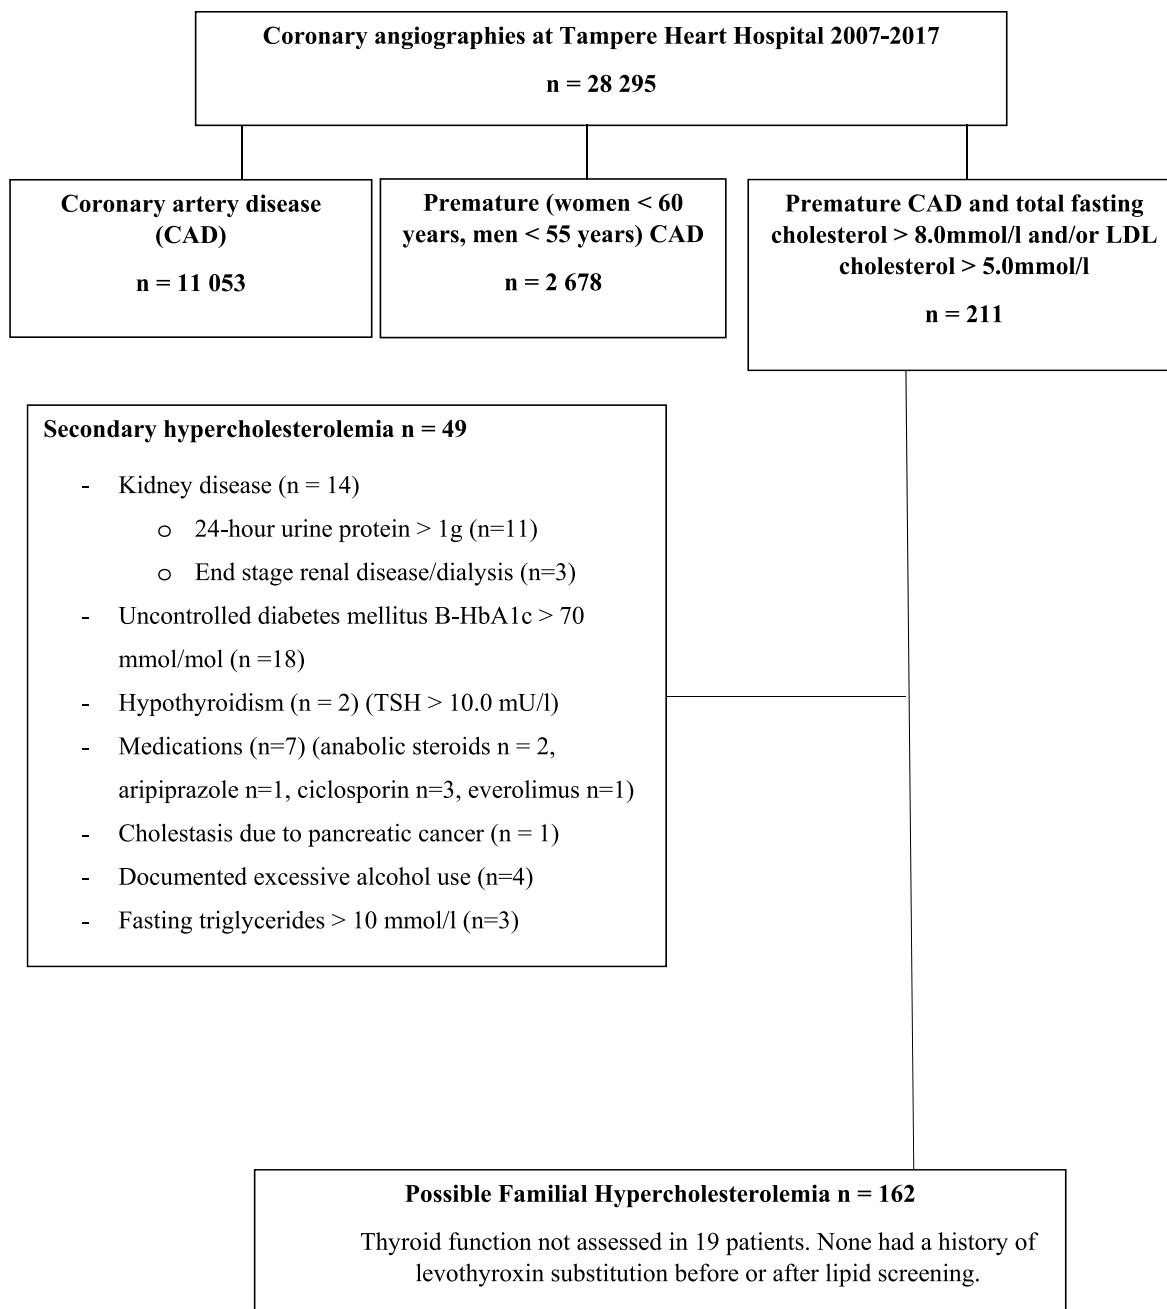 Coronary angiographies at Tampere Heart Hospital 2007-2017
n = 28 295
Coronary artery disease
(CAD)
n = 11 053
Premature (women < 60
years, men < 55 years) CAD
n = 2 678
Premature CAD and total fasting
cholesterol > 8.0mmol/l and/or LDL
cholesterol > 5.0mmol/l
n = 211
Secondary hypercholesterolemia n = 49
- Kidney disease (n = 14)
o 24-hour urine protein > 1g (n=11)
o End stage renal disease/dialysis (n=3)
- Uncontrolled diabetes mellitus B-HbA1c > 70
mmol/mol (n =18)
- Hypothyroidism (n = 2) (TSH > 10.0 mU/l)
- Medications (n=7) (anabolic steroids n = 2,
aripiprazole n=1, ciclosporin n=3, everolimus n=1)
- Cholestasis due to pancreatic cancer (n = 1)
- Documented excessive alcohol use (n=4)
- Fasting triglycerides > 10 mmol/l (n=3)
Possible Familial Hypercholesterolemia n = 162
Thyroid function not assessed in 19 patients. None had a history of
levothyroxin substitution before or after lipid screening.